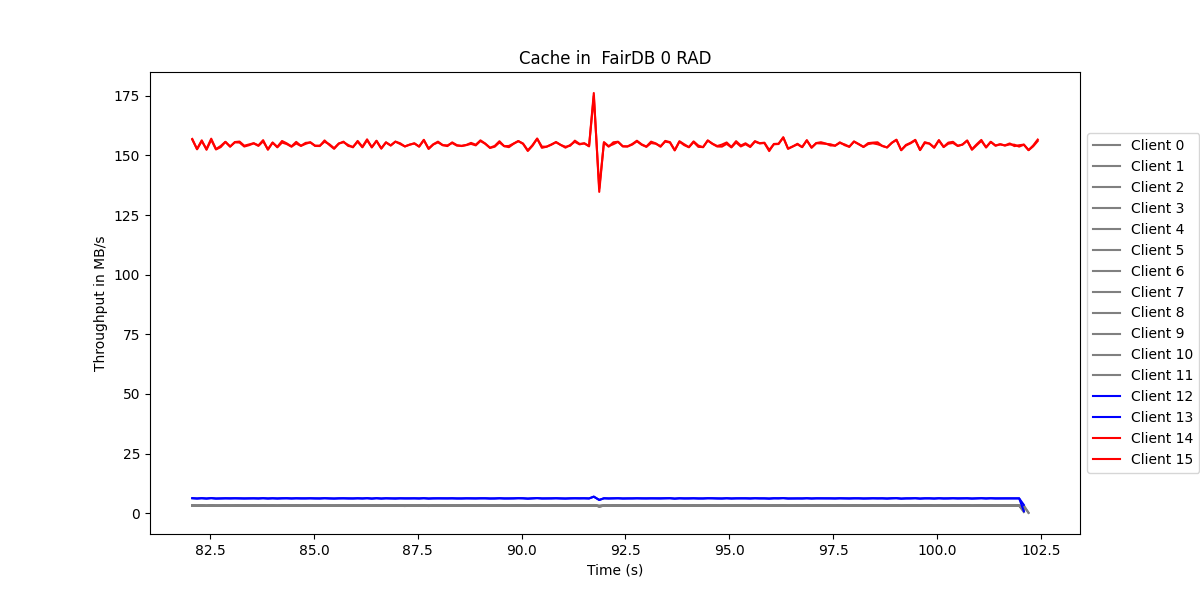 Cache in  FairDB 0 RAD
Throughput in MB/s
175
150
125
100
75
50
25
0
82.5
85.0
87.5
90.0
92.5
95.0
97.5
100.0
102.5
Time (s)
Client 0
Client 1
Client 2
Client 3
Client 4
Client 5
Client 6
Client 7
Client 8
Client 9
Client 10
Client 11
Client 12
Client 13
Client 14
Client 15